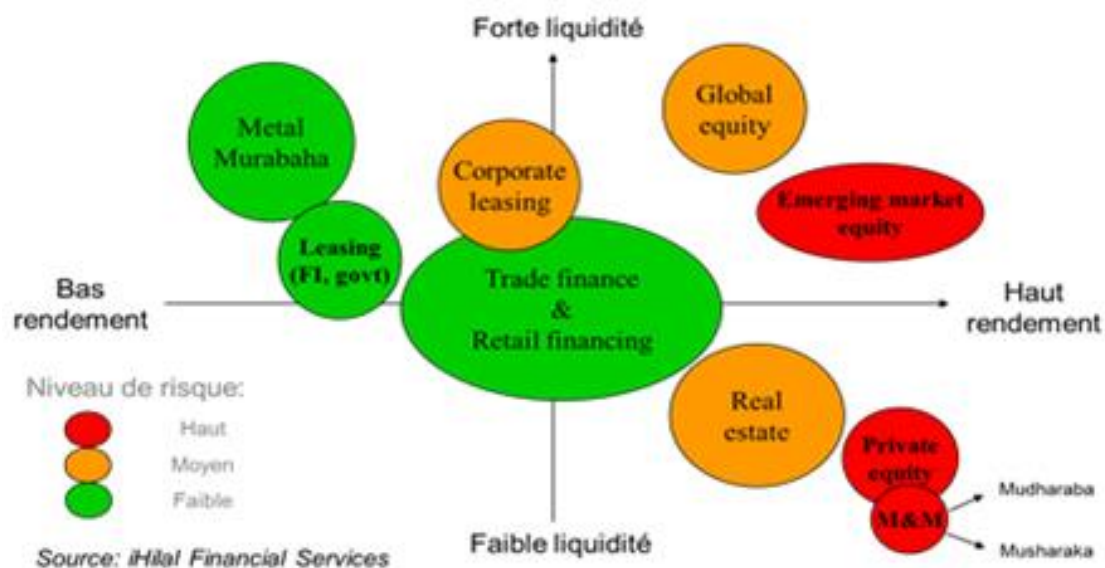 Forte liquidité
Metal
Murabaha
Global
equity
Corporate
leasing
Emerging market
equity
Leasing
(FI, govt)
Trade finance
&
Retail financing
Bas
rendement
Haut
rendement
Niveau de risque:
Haut
Moyen
Faible
Real
estate
Private
equity
M&M
Mudharaba
Musharaka
Faible liquidité
Source: iHilal Financial Services